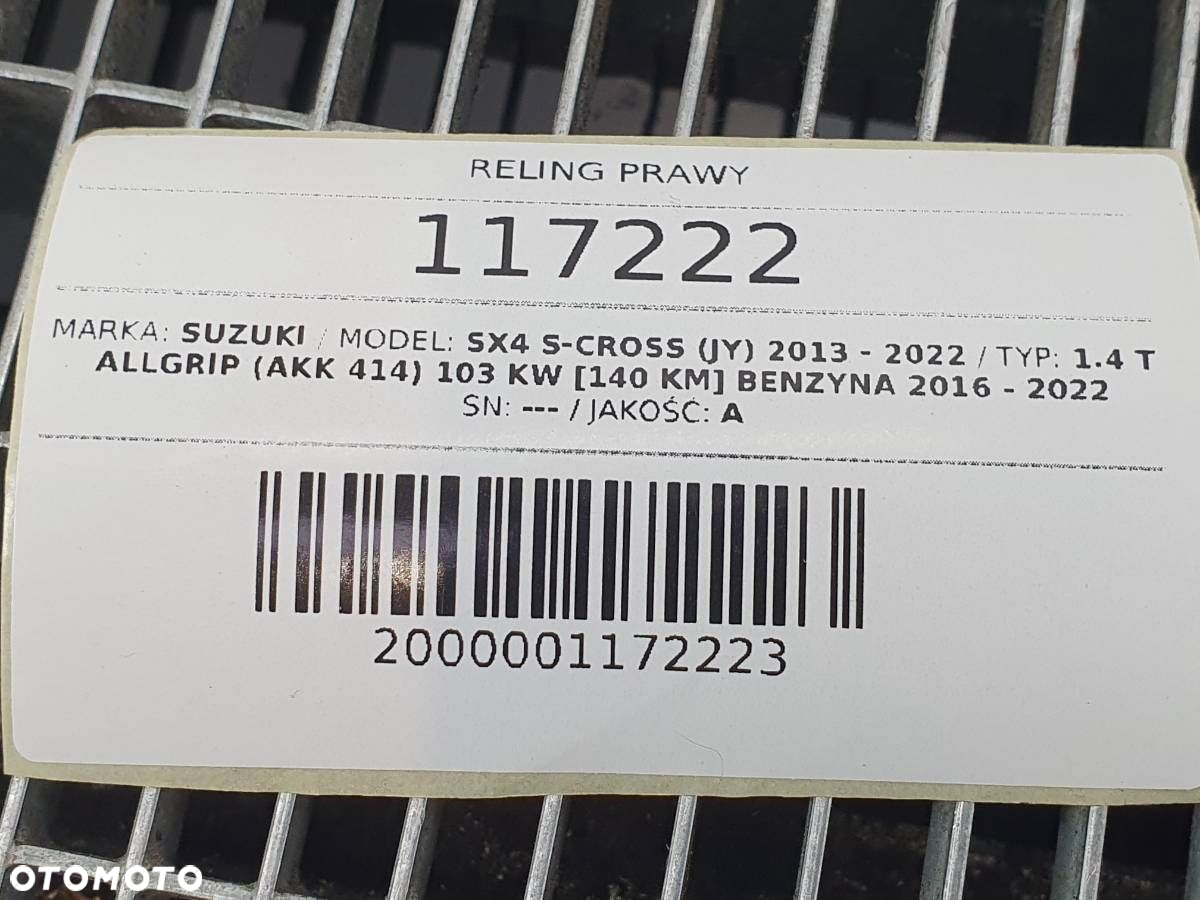 RELING PRAWY
117222
MARKA: SUZUKI / MODEL: SX4 S-CROSS (JY) 2013 - 2022 / TYP: 1.4 T
ALLGRIP (AKK 414) 103 KW [140 KM] BENZYNA 2016 - 2022
SN: --- / JAKOŚĆ: A
2000001172223
OTOMOTO